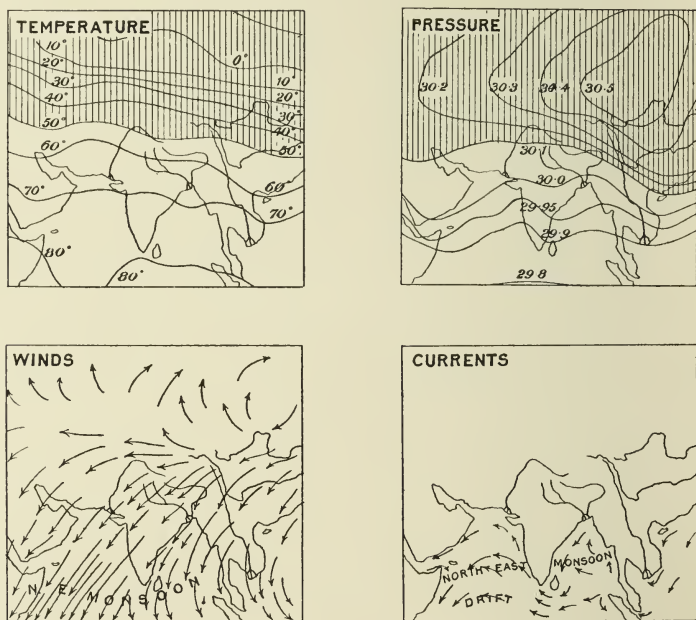 TEMPERATURE
10°
20°
30°
40°
50°
60°
70°
80°
0°
10°
20°
30°
40°
50°
60°
70°
80°
PRESSURE
30·2 30·3 30·4 30·5
30·1
30·0
29·95
29·9
29 8
WINDS
N. E. MONSOON
CURRENTS
NORTH EAST MONSOON
DRIFT